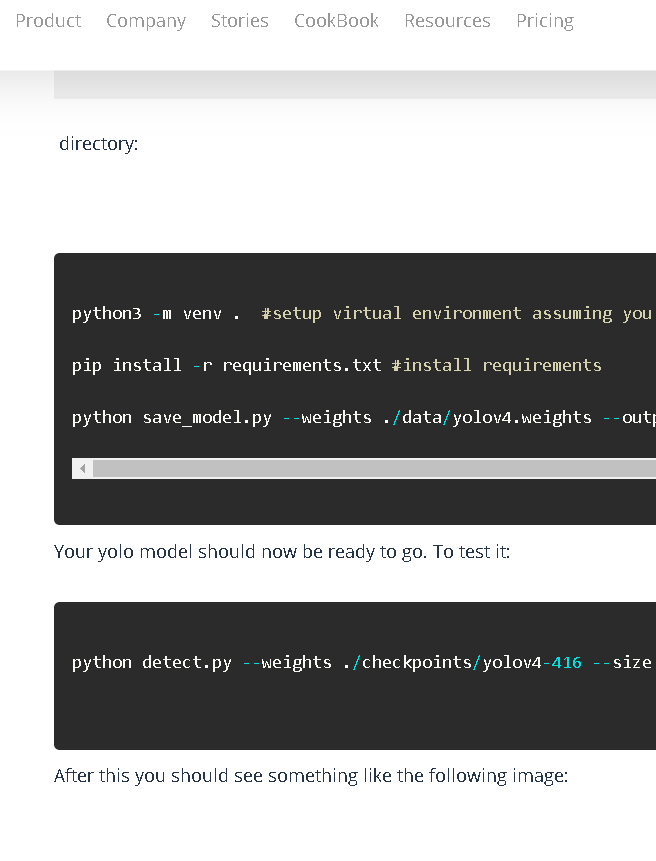 Product Company Stories CookBook Resources Pricing
directory:
python3 -m venv . #setup virtual environment assuming you
pip install -r requirements.txt #install requirements
python save_model.py --weights ./data/yolov4.weights --outp
Your yolo model should now be ready to go. To test it:
python detect.py --weights ./checkpoints/yolov4-416 --size
After this you should see something like the following image: